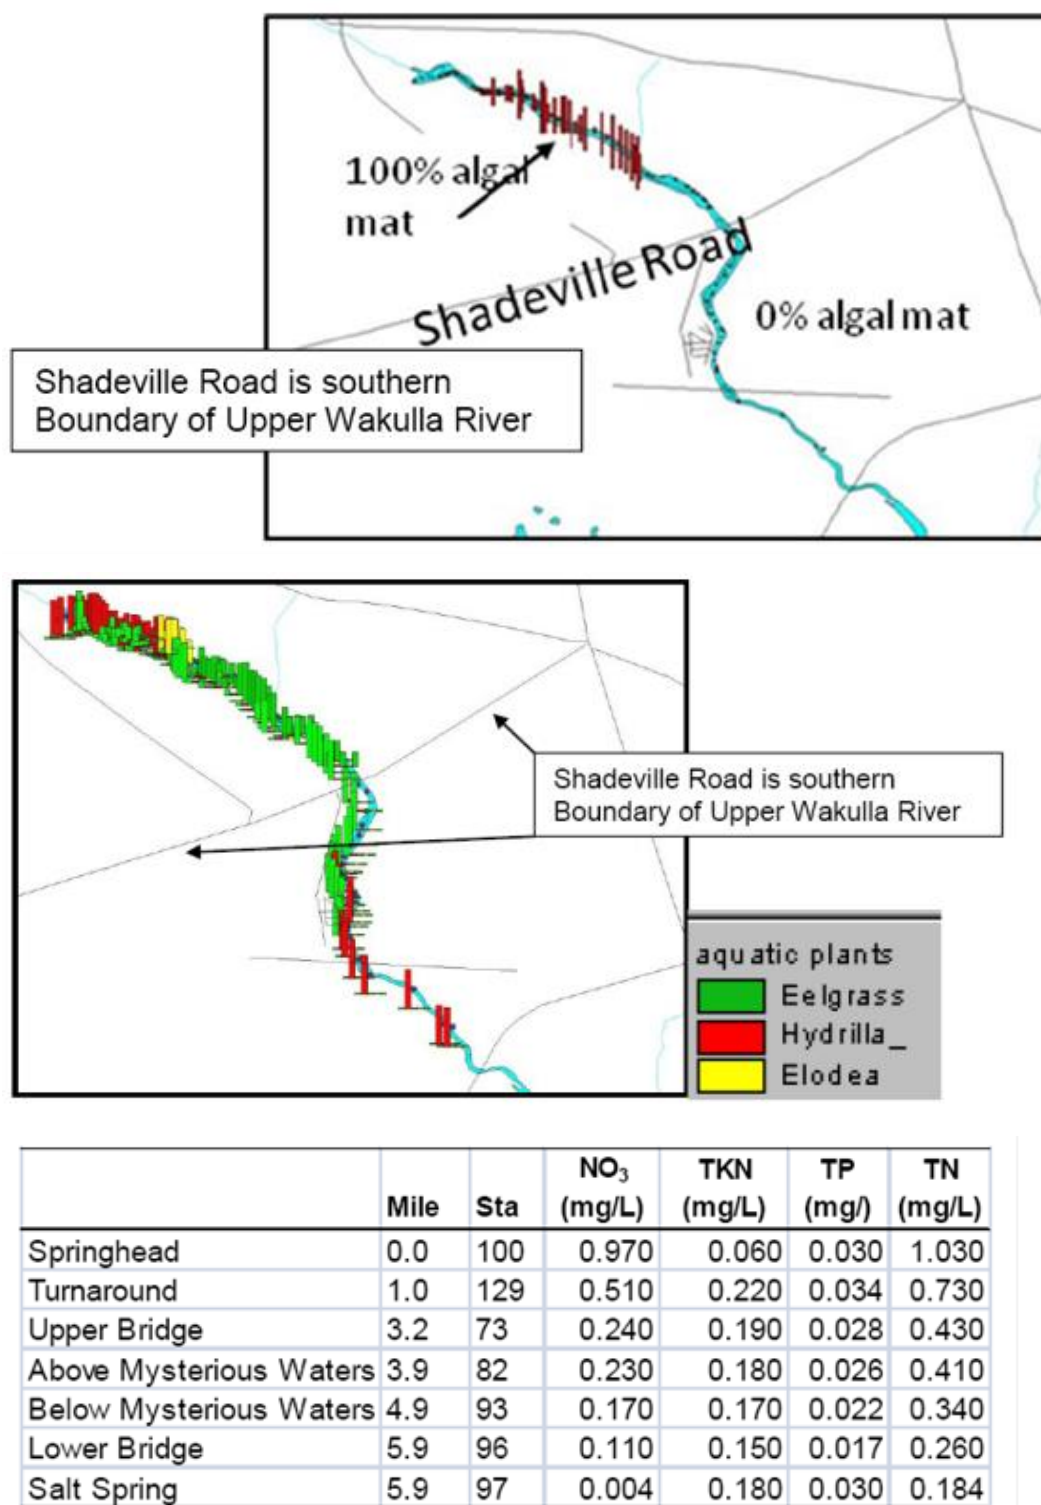 100% algal
mat
Shadeville Road
0% algal mat
Shadeville Road is southern
Boundary of Upper Wakulla River
Shadeville Road is southern
Boundary of Upper Wakulla River
aquatic plants
Eelgrass
Hydrilla_
Elodea
NO₃ TKN TP TN
Mile Sta (mg/L) (mg/L) (mg/) (mg/L)
Springhead 0.0 100 0.970 0.060 0.030 1.030
Turnaround 1.0 129 0.510 0.220 0.034 0.730
Upper Bridge 3.2 73 0.240 0.190 0.028 0.430
Above Mysterious Waters 3.9 82 0.230 0.180 0.026 0.410
Below Mysterious Waters 4.9 93 0.170 0.170 0.022 0.340
Lower Bridge 5.9 96 0.110 0.150 0.017 0.260
Salt Spring 5.9 97 0.004 0.180 0.030 0.184